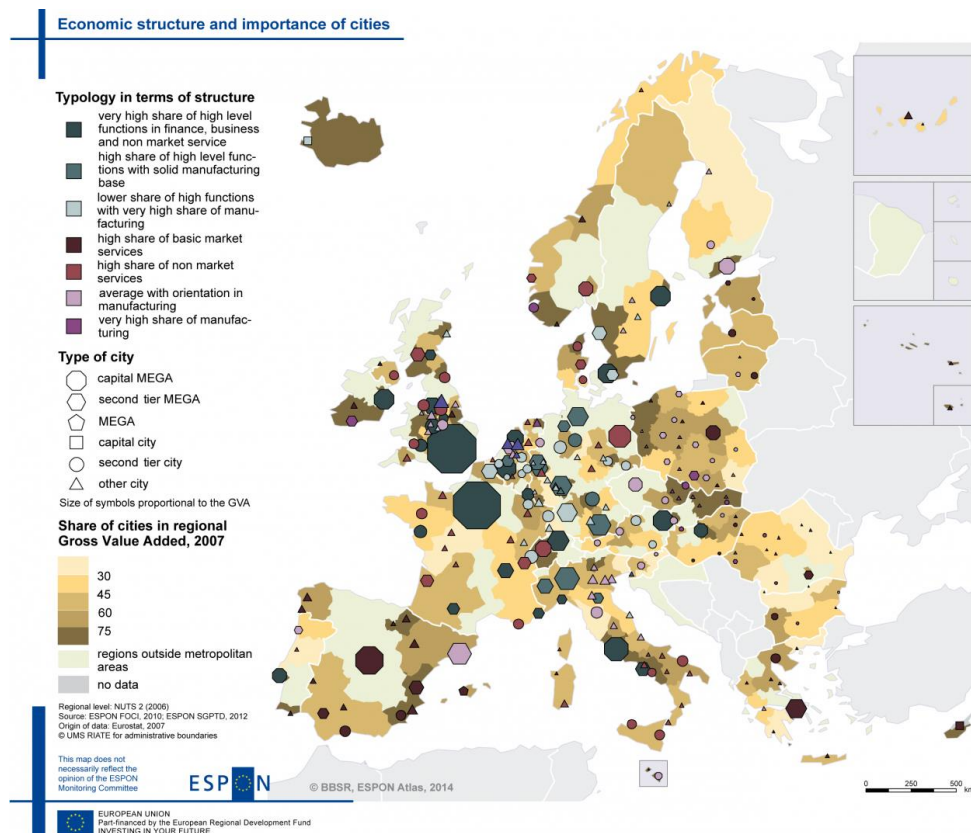 Economic structure and importance of cities
Typology in terms of structure
very high share of high level
functions in finance, business
and non market service
high share of high level func-
tions with solid manufacturing
base
lower share of high functions
with very high share of manu-
facturing
high share of basic market
services
high share of non market
services
average with orientation in
manufacturing
very high share of manufac-
turing
Type of city
capital MEGA
second tier MEGA
MEGA
capital city
second tier city
other city
Size of symbols proportional to the GVA
Share of cities in regional
Gross Value Added, 2007
30
45
60
75
regions outside metropolitan
areas
no data
Regional level: NUTS 2 (2006)
Source: ESPON FOCI, 2010; ESPON SGPTD, 2012
Origin of data: Eurostat, 2007
© UMS RIATE for administrative boundaries
This map does not
necessarily reflect the
opinion of the ESPON
Monitoring Committee
ESPON
© BBSR, ESPON Atlas, 2014
0 250 500
km
EUROPEAN UNION
Part-financed by the European Regional Development Fund
INVESTING IN YOUR FUTURE